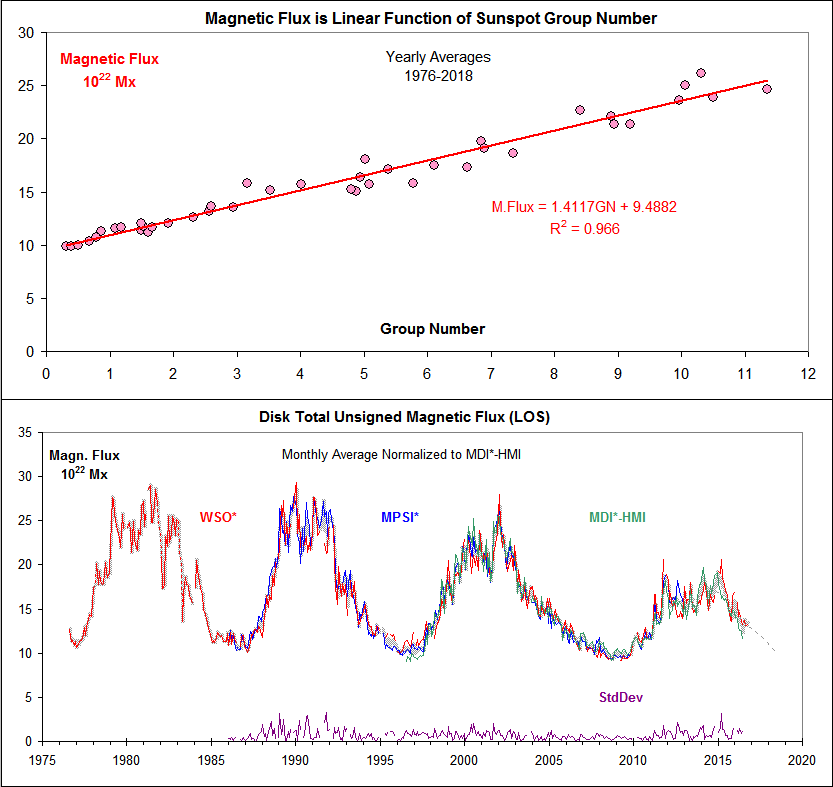 Magnetic Flux is Linear Function of Sunspot Group Number
30
25
20
15
10
5
0
Magnetic Flux
10²² Mx
Yearly Averages
1976-2018
M.Flux = 1.4117GN + 9.4882
R² = 0.966
Group Number
0 1 2 3 4 5 6 7 8 9 10 11 12
Disk Total Unsigned Magnetic Flux (LOS)
35
30
25
20
15
10
5
0
Magn. Flux
10²² Mx
Monthly Average Normalized to MDI*-HMI
WSO*
MPSI*
MDI*-HMI
StdDev
1975 1980 1985 1990 1995 2000 2005 2010 2015 2020